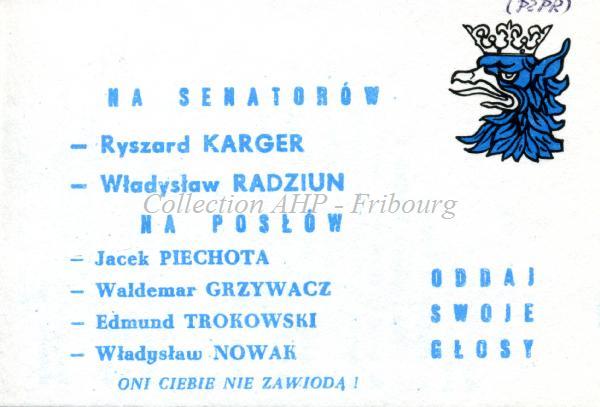 (PZPR)
NA SENATORÓW
– Ryszard KARGER
– Władysław RADZIUN
Collection AHP - Fribourg
NA POSŁÓW
– Jacek PIECHOTA
– Waldemar GRZYWACZ
– Edmund TROKOWSKI
– Władysław NOWAK
ODDAJ
SWOJE
GŁOSY
ONI CIEBIE NIE ZAWIODĄ !